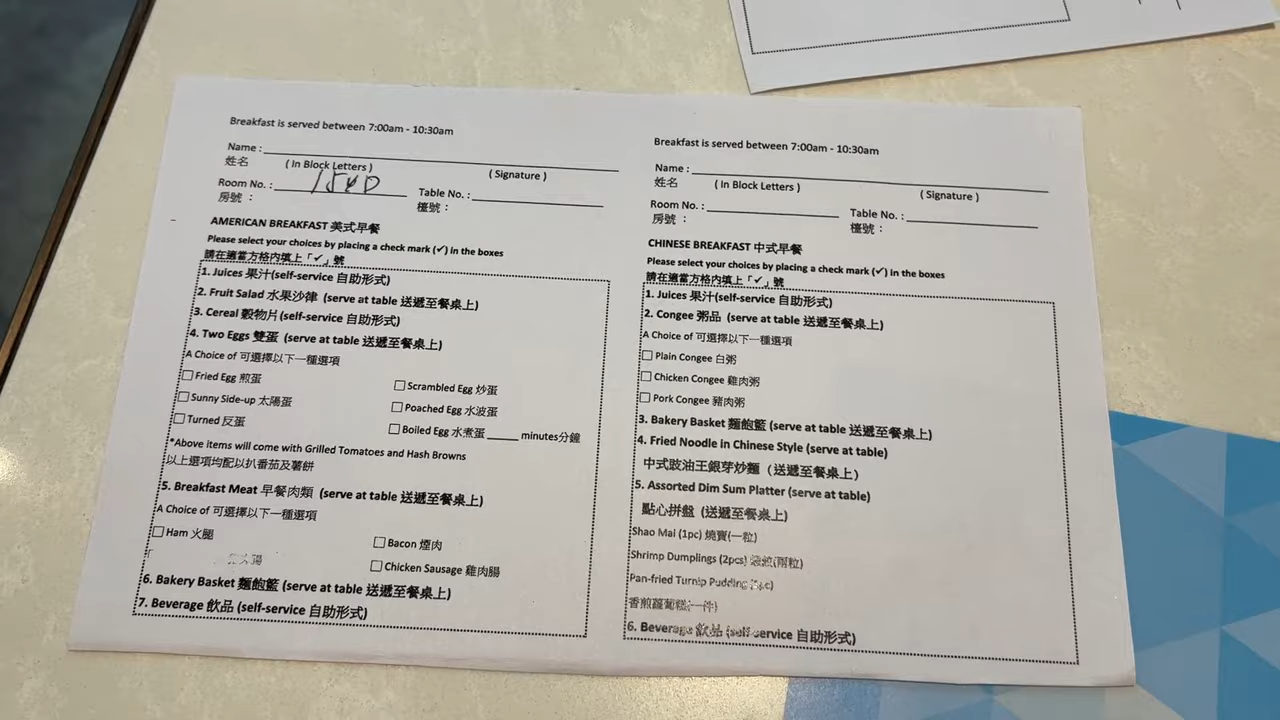 Breakfast is served between 7:00am - 10:30am
Name :
姓名 ( In Block Letters ) ( Signature )
Room No. : Table No. :
房號 : 檯號 :
AMERICAN BREAKFAST 美式早餐
Please select your choices by placing a check mark (✓) in the boxes
請在適當方格內填上「✓」號
1. Juices 果汁(self-service 自助形式)
2. Fruit Salad 水果沙律 (serve at table 送遞至餐桌上)
3. Cereal 穀物片(self-service 自助形式)
4. Two Eggs 雙蛋 (serve at table 送遞至餐桌上)
A Choice of 可選擇以下一種選項
Fried Egg 煎蛋 Scrambled Egg 炒蛋
Sunny Side-up 太陽蛋 Poached Egg 水波蛋
Turned 反蛋 Boiled Egg 水煮蛋 _____ minutes分鐘
*Above items will come with Grilled Tomatoes and Hash Browns
以上選項均配以扒番茄及薯餅
5. Breakfast Meat 早餐肉類 (serve at table 送遞至餐桌上)
A Choice of 可選擇以下一種選項
Ham 火腿 Bacon 煙肉
Chicken Sausage 雞肉腸
6. Bakery Basket 麵飽籃 (serve at table 送遞至餐桌上)
7. Beverage 飲品 (self-service 自助形式)
Breakfast is served between 7:00am - 10:30am
Name :
姓名 ( In Block Letters ) ( Signature )
Room No. : Table No. :
房號 : 檯號 :
CHINESE BREAKFAST 中式早餐
Please select your choices by placing a check mark (✓) in the boxes
請在適當方格內填上「✓」號
1. Juices 果汁(self-service 自助形式)
2. Congee 粥品 (serve at table 送遞至餐桌上)
A Choice of 可選擇以下一種選項
Plain Congee 白粥
Chicken Congee 雞肉粥
Pork Congee 豬肉粥
3. Bakery Basket 麵飽籃 (serve at table 送遞至餐桌上)
4. Fried Noodle in Chinese Style (serve at table)
中式豉油王銀芽炒麵 (送遞至餐桌上)
5. Assorted Dim Sum Platter (serve at table)
點心拼盤 (送遞至餐桌上)
Shao Mai (1pc) 燒賣(一粒)
Shrimp Dumplings (2pcs) (兩粒)
Pan-fried Turnip Pudding
香煎蘿蔔糕(一件)
6. Beverage 飲品 (self-service 自助形式)